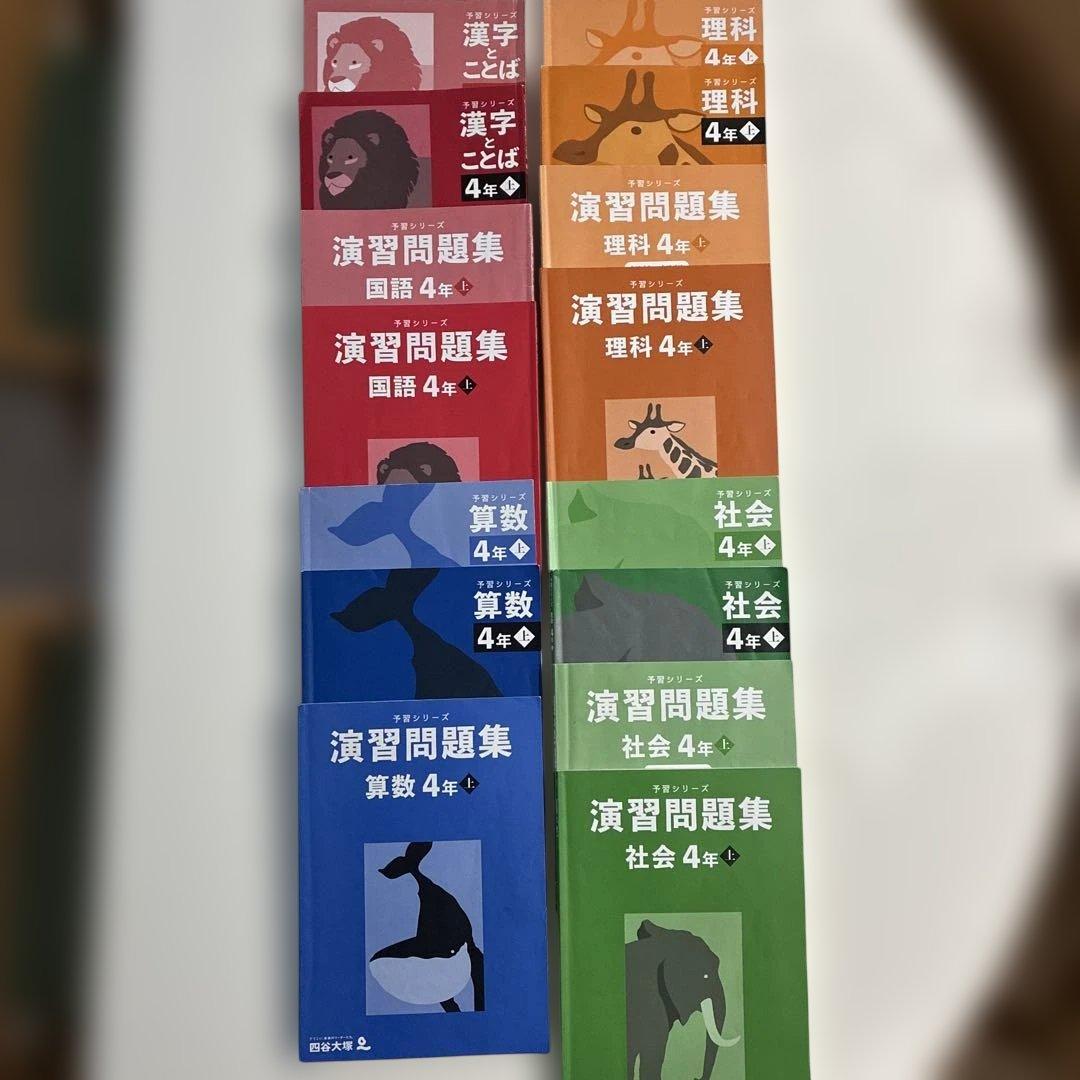 予習シリーズ
漢字
と
ことば
予習シリーズ
漢字
と
ことば
4年上
予習シリーズ
演習問題集
国語 4年上
予習シリーズ
演習問題集
国語 4年上
予習シリーズ
算数
4年上
予習シリーズ
算数
4年上
予習シリーズ
演習問題集
算数 4年上
四谷大塚
予習シリーズ
理科
4年上
予習シリーズ
理科
4年上
予習シリーズ
演習問題集
理科 4年上
予習シリーズ
演習問題集
理科 4年上
予習シリーズ
社会
4年上
予習シリーズ
社会
4年上
予習シリーズ
演習問題集
社会 4年上
予習シリーズ
演習問題集
社会 4年上